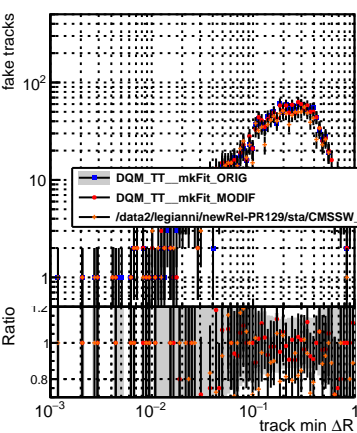 fake tracks
10²
10
1
DQM_TT__mkFit_ORIG
DQM_TT__mkFit_MODIF
/data2/legianni/newRel-PR129/sta/CMSSW_
Ratio
1.2
1
0.8
10⁻³ 10⁻² 10⁻¹ 1
track min ΔR